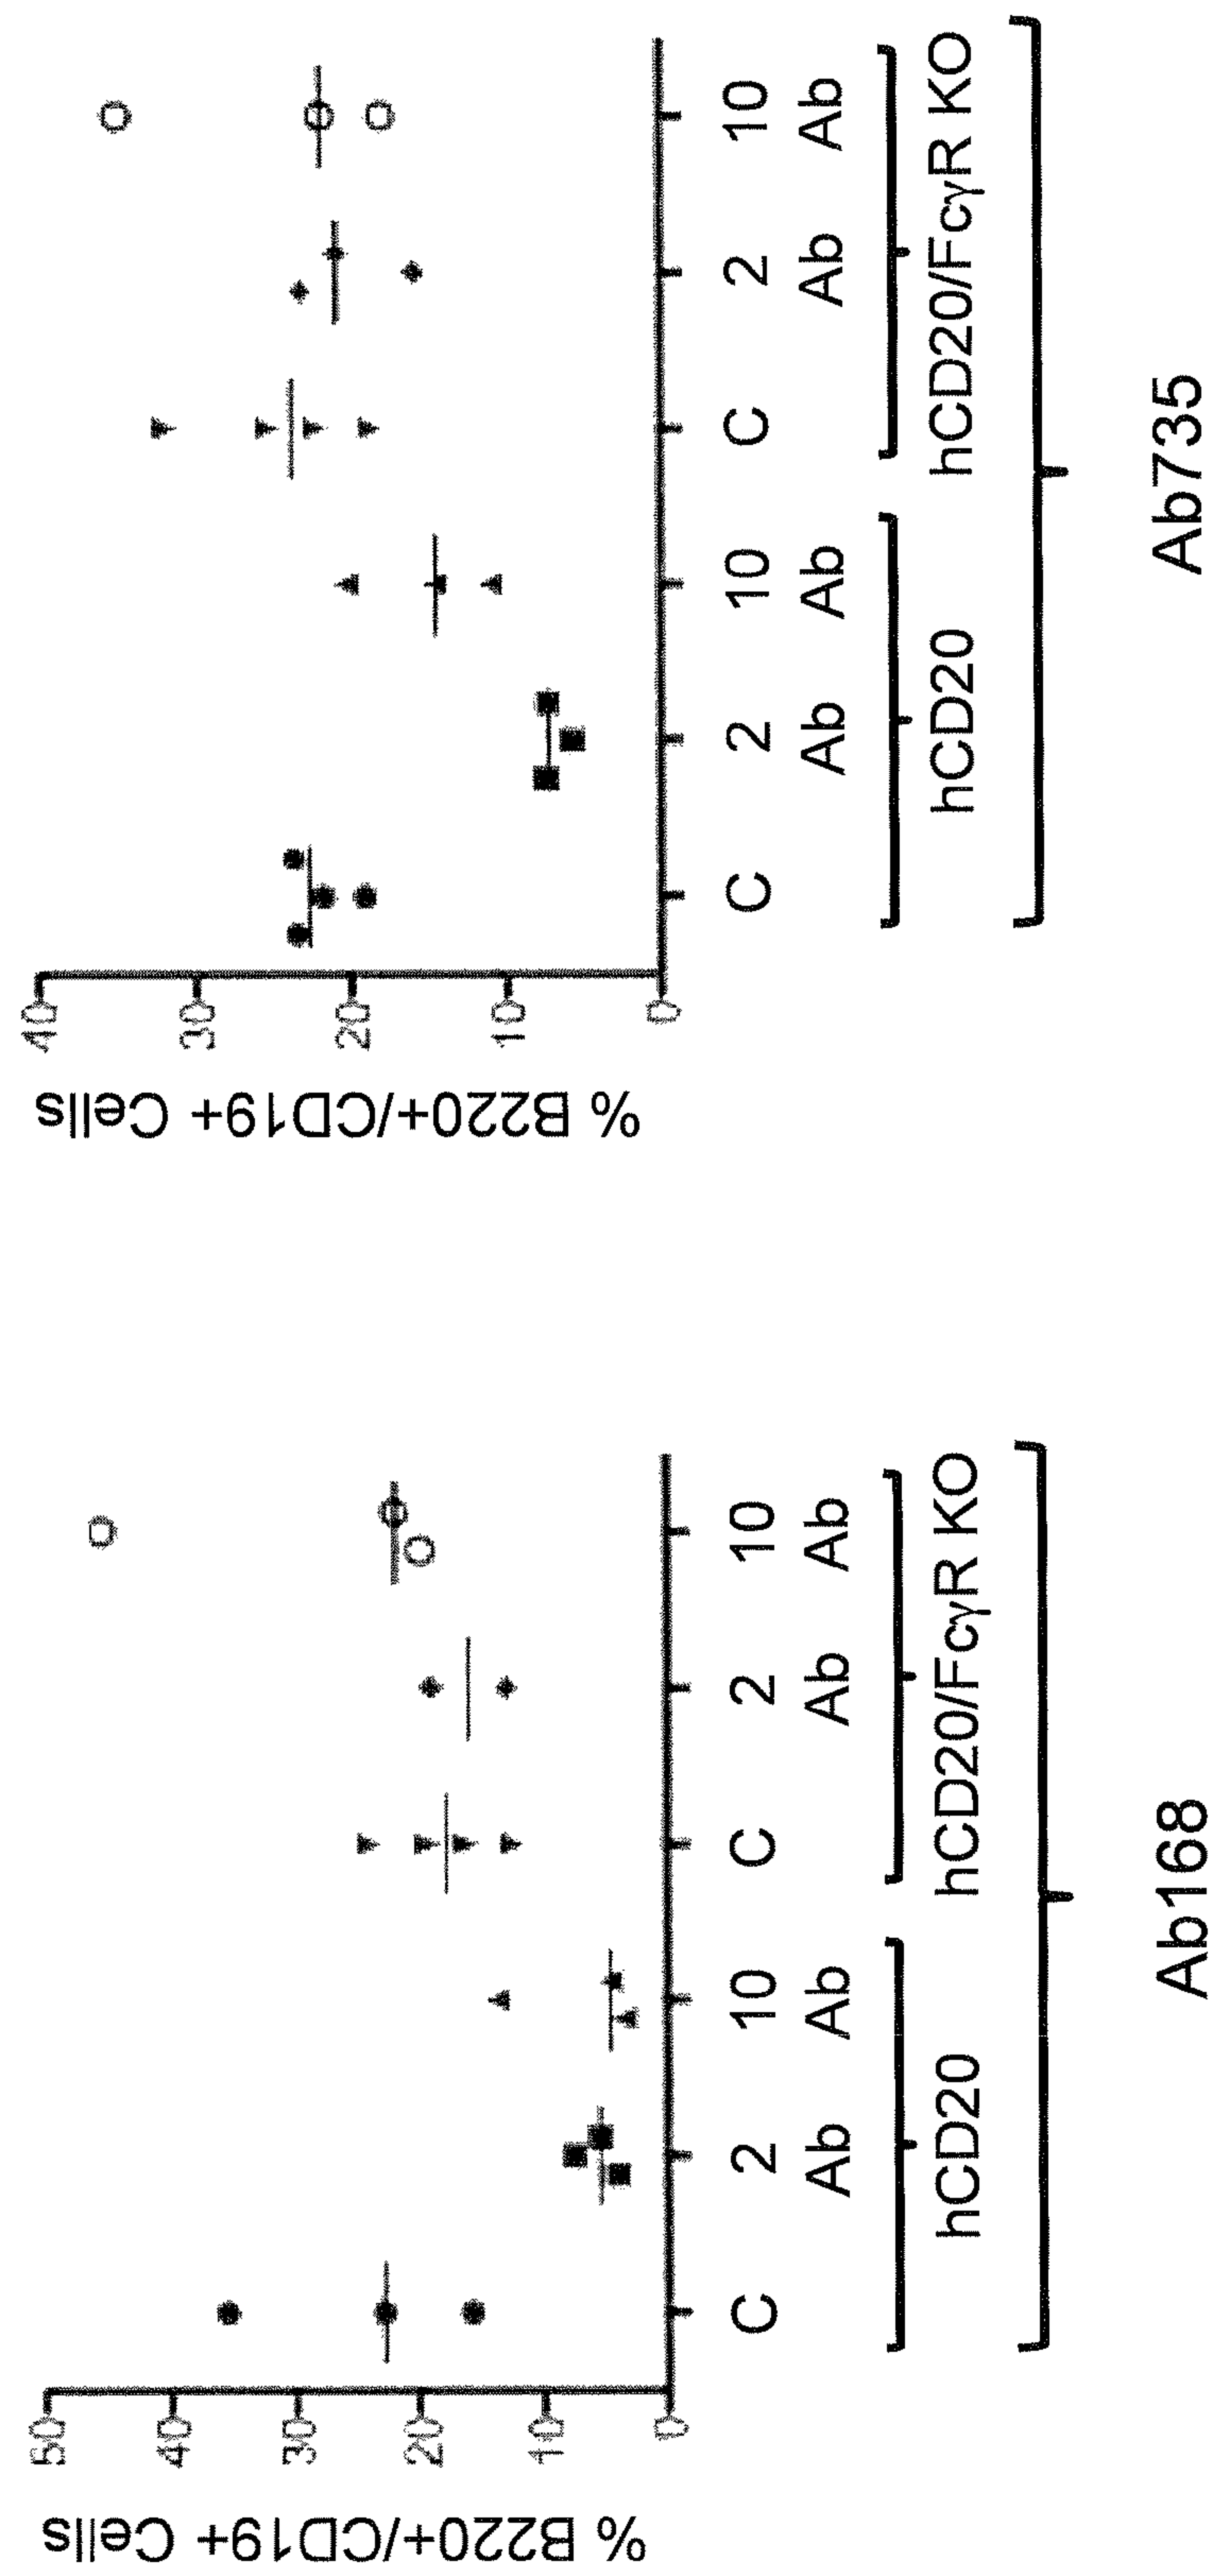 % B220+/CD19+ Cells
50
40
30
20
10
0
C 2 10 C 2 10
Ab Ab Ab Ab
hCD20 hCD20/FcγR KO
Ab168
% B220+/CD19+ Cells
40
30
20
10
0
C 2 10 C 2 10
Ab Ab Ab Ab
hCD20 hCD20/FcγR KO
Ab735